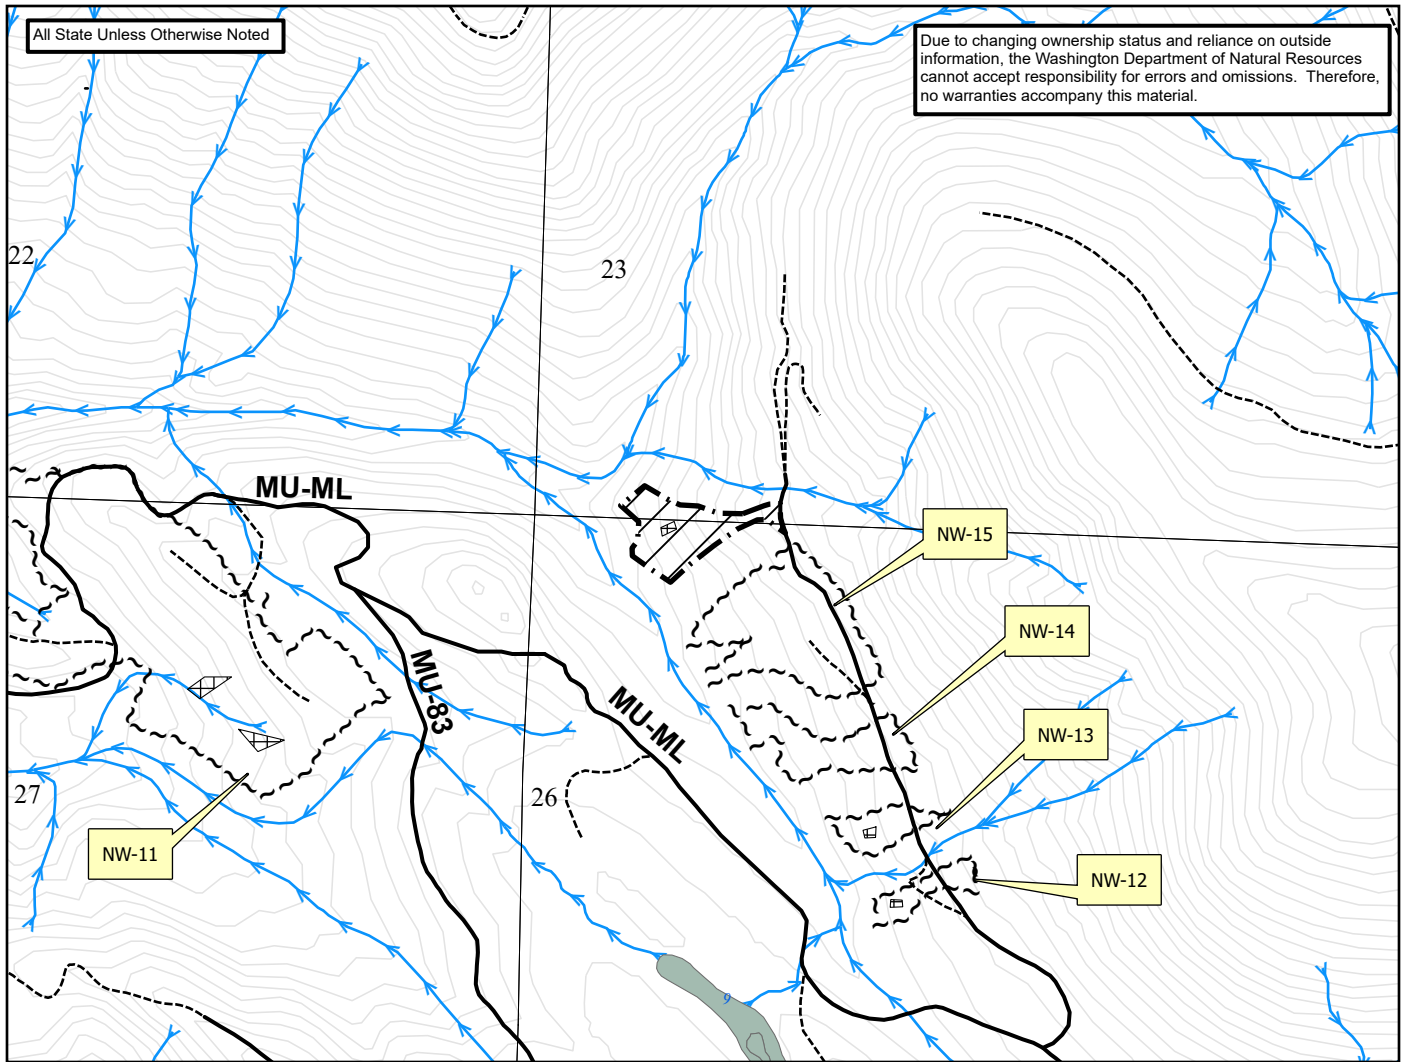 All State Unless Otherwise Noted
Due to changing ownership status and reliance on outside
information, the Washington Department of Natural Resources
cannot accept responsibility for errors and omissions. Therefore,
no warranties accompany this material.
22
23
MU-ML
NW-15
NW-14
MU-83
MU-ML
NW-13
27
26
NW-11
NW-12
9